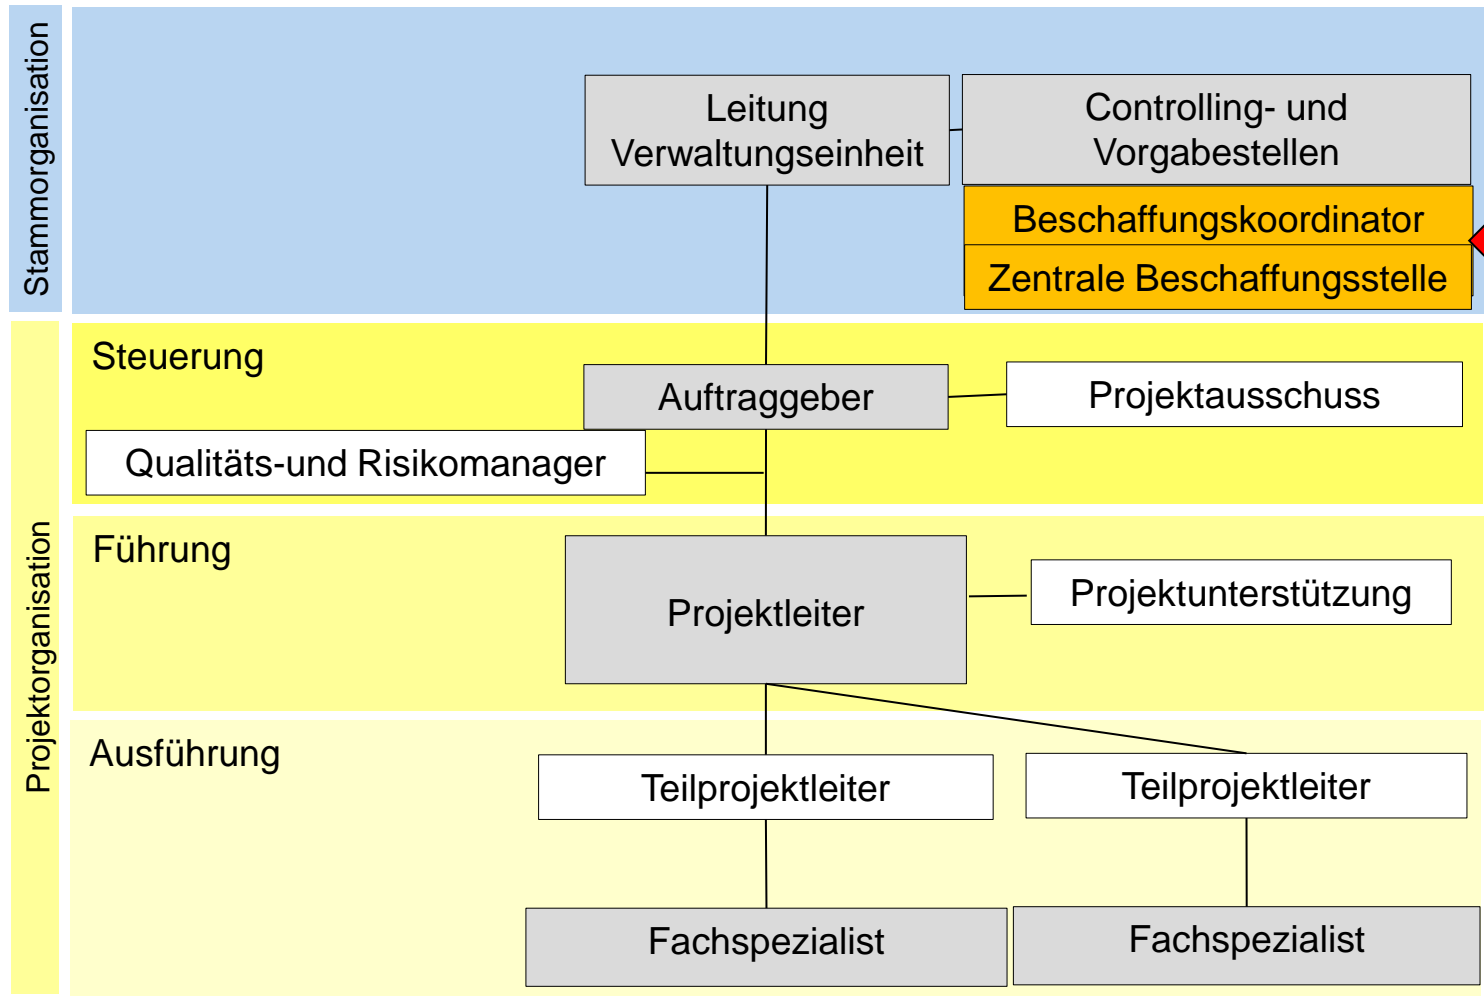 Stammorganisation
Leitung
Verwaltungseinheit
Controlling- und
Vorgabestellen
Beschaffungskoordinator
Zentrale Beschaffungsstelle
Projektorganisation
Steuerung
Auftraggeber
Projektausschuss
Qualitäts-und Risikomanager
Führung
Projektleiter
Projektunterstützung
Ausführung
Teilprojektleiter
Teilprojektleiter
Fachspezialist
Fachspezialist